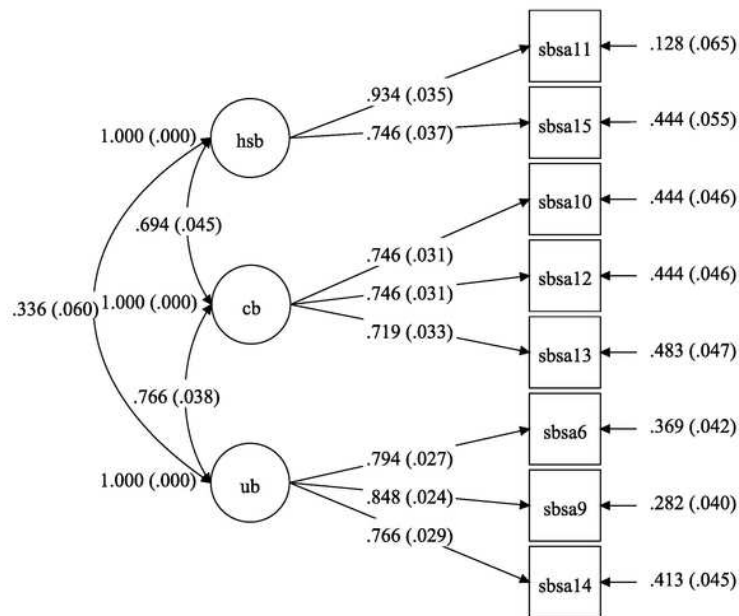 sbsa11
.128 (.065)
.934 (.035)
1.000 (.000)
hsb
.746 (.037)
sbsa15
.444 (.055)
sbsa10
.444 (.046)
.694 (.045)
.746 (.031)
sbsa12
.444 (.046)
.746 (.031)
.336 (.060)
1.000 (.000)
cb
.719 (.033)
sbsa13
.483 (.047)
.766 (.038)
sbsa6
.369 (.042)
.794 (.027)
1.000 (.000)
ub
.848 (.024)
sbsa9
.282 (.040)
.766 (.029)
sbsa14
.413 (.045)